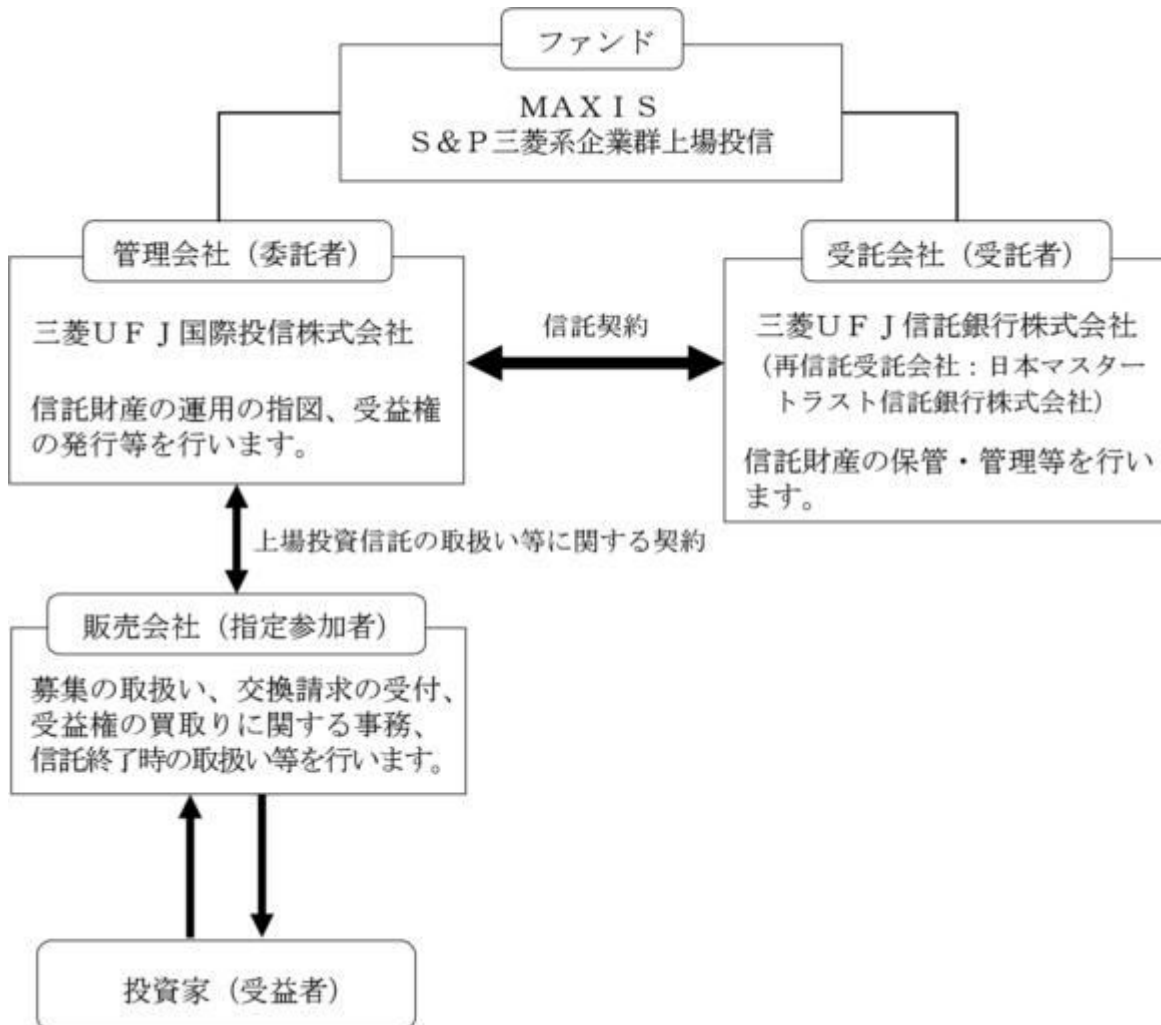 ファンド
ＭＡＸＩＳ
Ｓ＆Ｐ三菱系企業群上場投信
管理会社（委託者）
三菱ＵＦＪ国際投信株式会社
信託財産の運用の指図、受益権
の発行等を行います。
信託契約
受託会社（受託者）
三菱ＵＦＪ信託銀行株式会社
（再信託受託会社：日本マスター
トラスト信託銀行株式会社）
信託財産の保管・管理等を行い
ます。
上場投資信託の取扱い等に関する契約
販売会社（指定参加者）
募集の取扱い、交換請求の受付、
受益権の買取りに関する事務、
信託終了時の取扱い等を行います。
投資家（受益者）